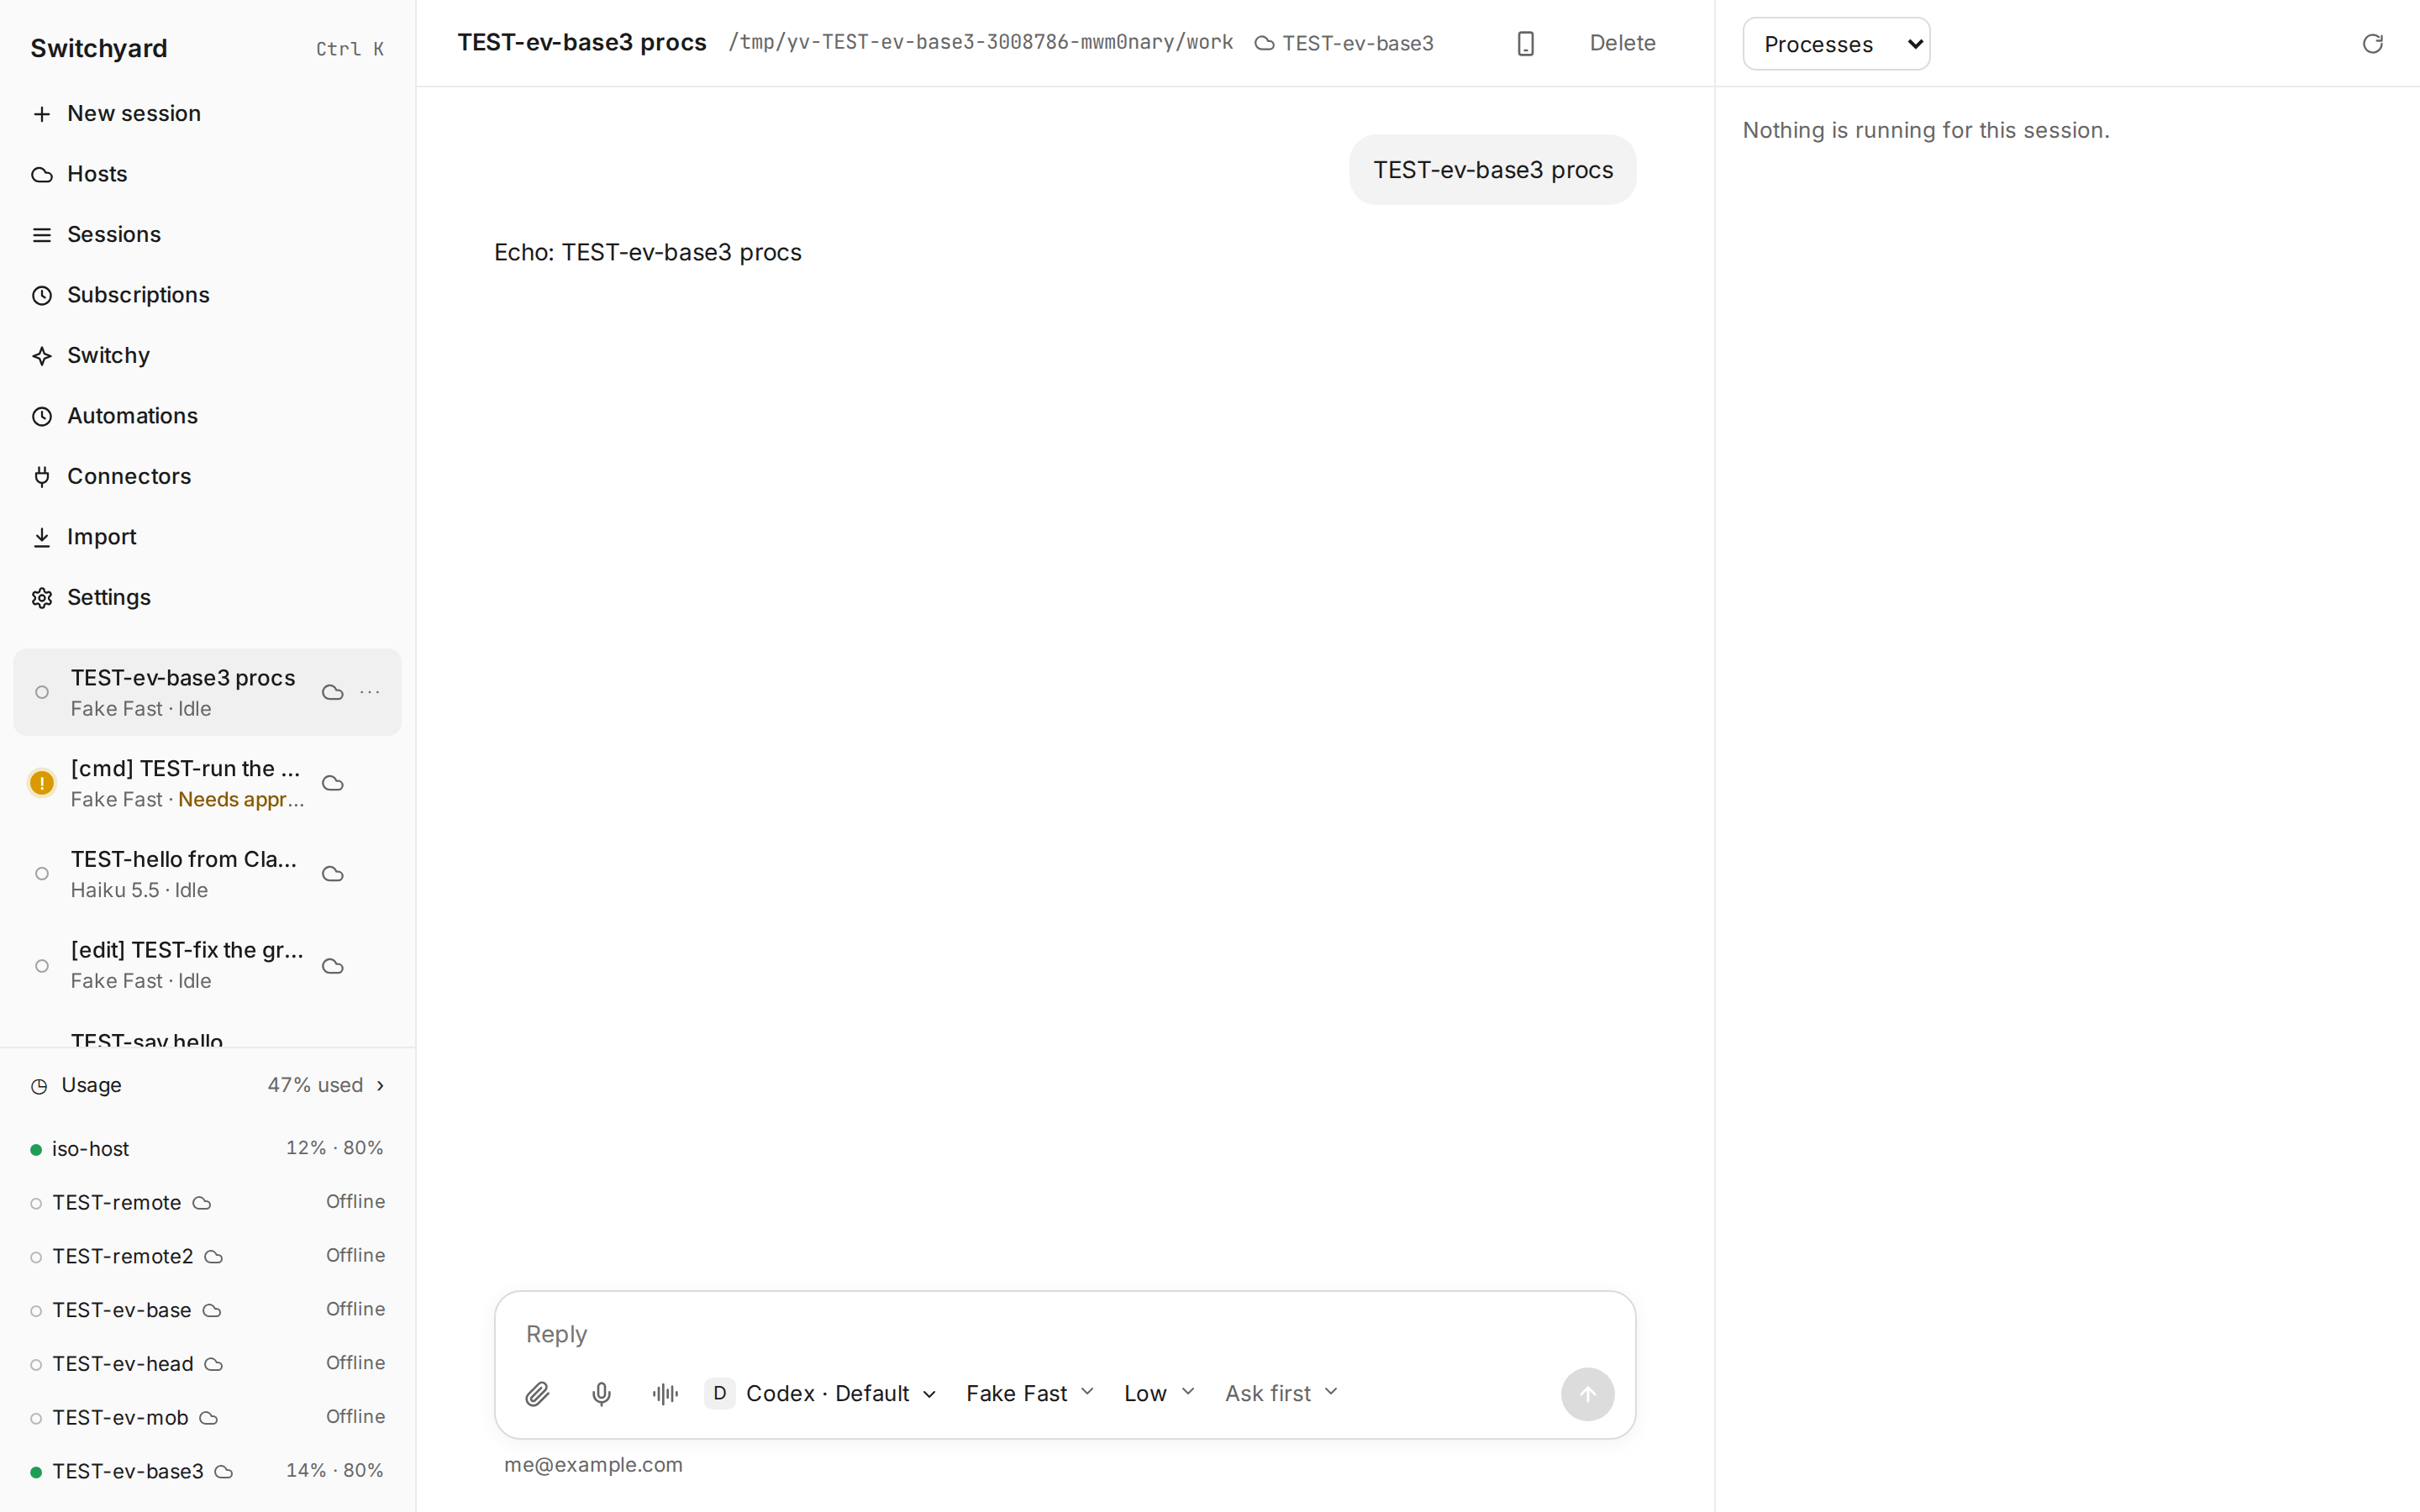 Switchyard
Ctrl K
New session
Hosts
Sessions
Subscriptions
Switchy
Automations
Connectors
Import
Settings
TEST-ev-base3 procs
Fake Fast · Idle
[cmd] TEST-run the ...
Fake Fast · Needs appr...
TEST-hello from Cla...
Haiku 5.5 · Idle
[edit] TEST-fix the gr...
Fake Fast · Idle
TEST-say hello
Usage
47% used
iso-host
12% · 80%
TEST-remote
Offline
TEST-remote2
Offline
TEST-ev-base
Offline
TEST-ev-head
Offline
TEST-ev-mob
Offline
TEST-ev-base3
14% · 80%
TEST-ev-base3 procs
/tmp/yv-TEST-ev-base3-3008786-mwm0nary/work
TEST-ev-base3
Delete
TEST-ev-base3 procs
Echo: TEST-ev-base3 procs
Reply
D
Codex · Default
Fake Fast
Low
Ask first
me@example.com
Processes
Nothing is running for this session.